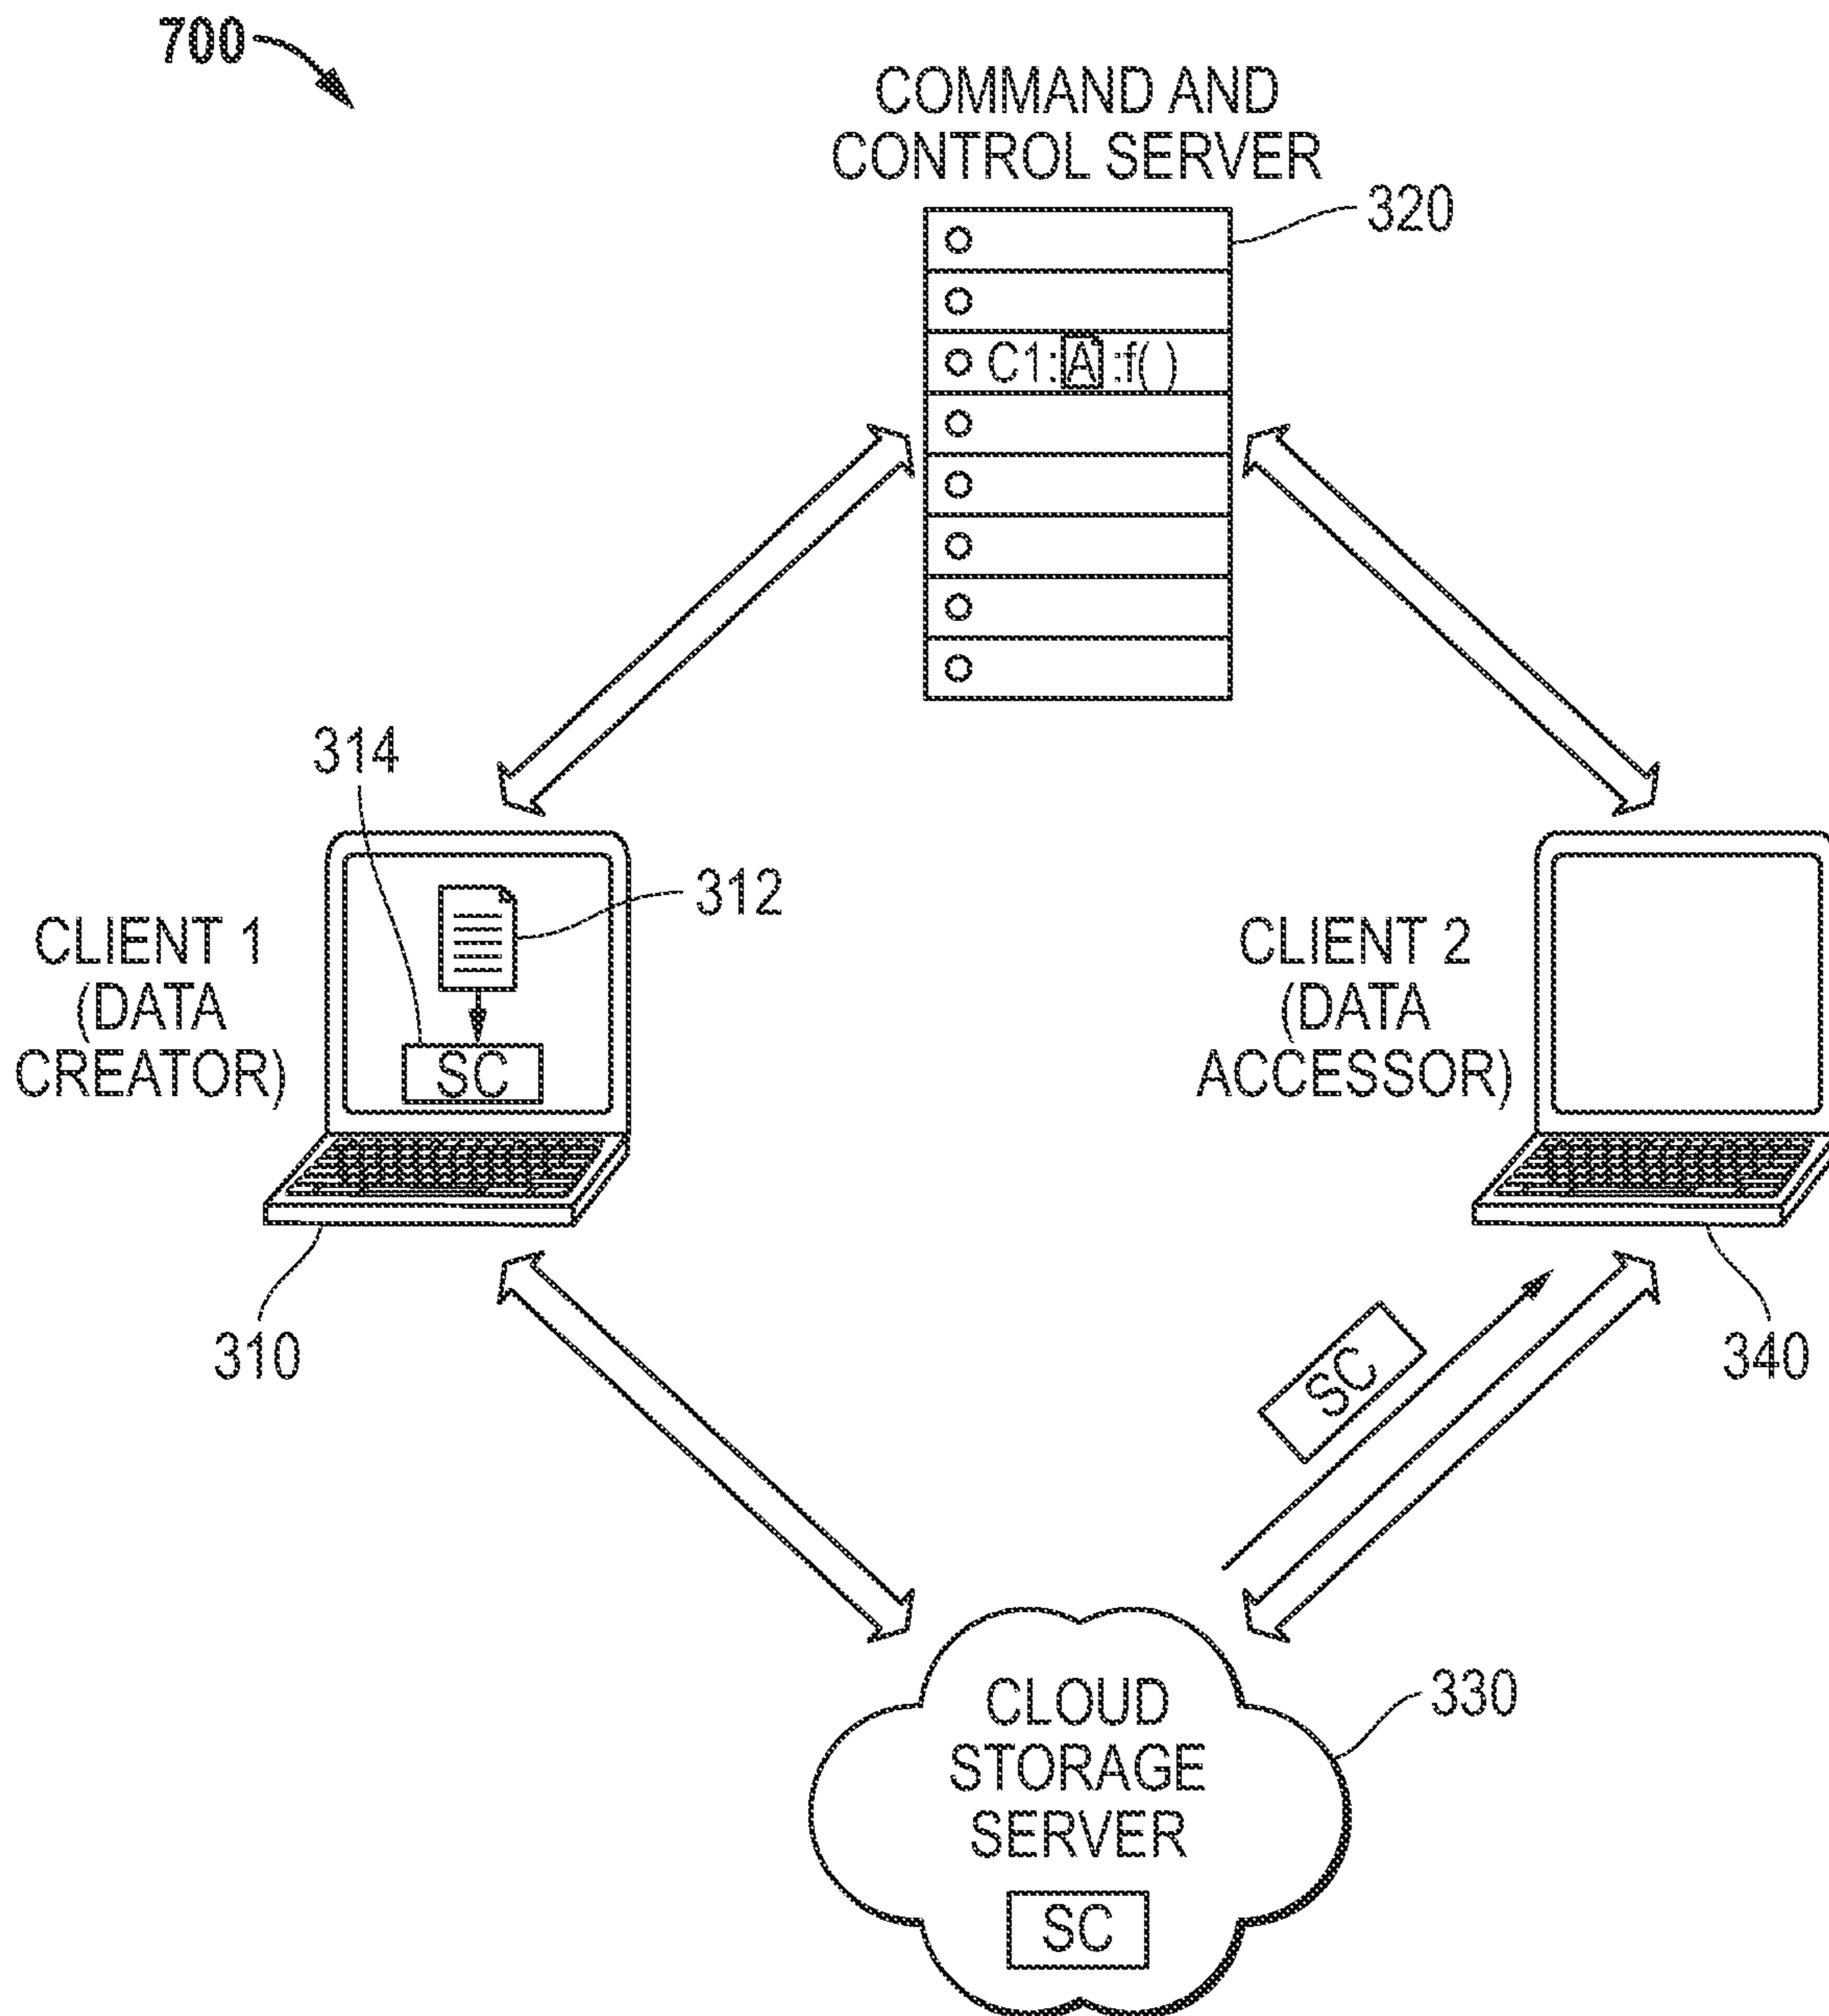 700
COMMAND AND
CONTROL SERVER
320
C1: A :f( )
314
312
CLIENT 1
(DATA
CREATOR)
SC
310
CLIENT 2
(DATA
ACCESSOR)
340
SC
CLOUD
STORAGE
SERVER
330
SC